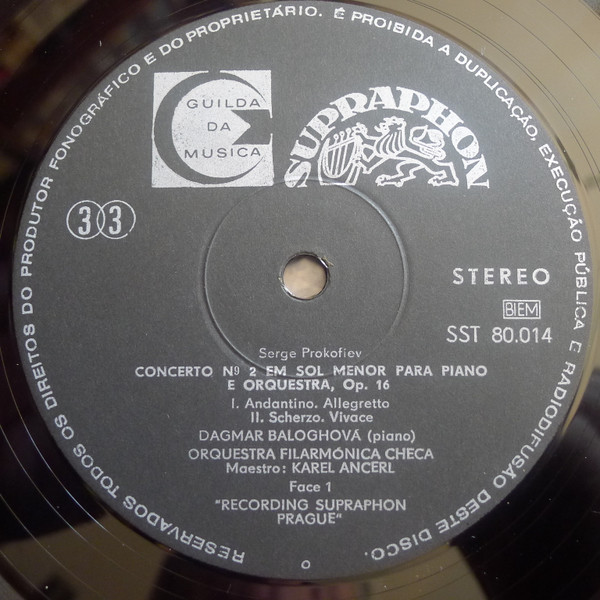 RESERVADOS TODOS OS DIREITOS DO PRODUTOR FONOGRÁFICO E DO PROPRIETÁRIO. É PROIBIDA A DUPLICAÇÃO, EXECUÇÃO PÚBLICA E RADIODIFUSÃO DESTE DISCO.
GUILDA
DA
MUSICA
SUPRAPHON
33
STEREO
BIEM
SST 80.014
Serge Prokofiev
CONCERTO Nº 2 EM SOL MENOR PARA PIANO
E ORQUESTRA, Op. 16
I. Andantino. Allegretto
II. Scherzo. Vivace
DAGMAR BALOGHOVÁ (piano)
ORQUESTRA FILARMÓNICA CHECA
Maestro: KAREL ANCERL
Face 1
"RECORDING SUPRAPHON
PRAGUE"
O